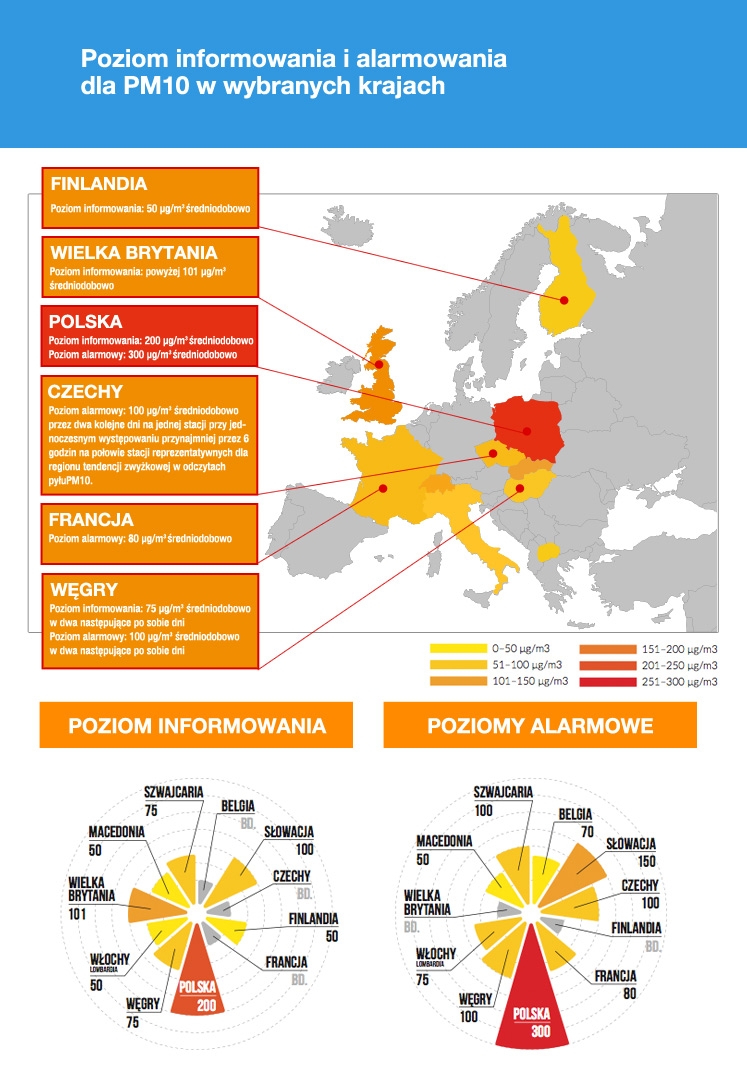 Poziom informowania i alarmowania
dla PM10 w wybranych krajach
FINLANDIA
Poziom informowania: 50 µg/m³ średniodobowo
WIELKA BRYTANIA
Poziom informowania: powyżej 101 µg/m³
średniodobowo
POLSKA
Poziom informowania: 200 µg/m³ średniodobowo
Poziom alarmowy: 300 µg/m³ średniodobowo
CZECHY
Poziom alarmowy: 100 µg/m³ średniodobowo
przez dwa kolejne dni na jednej stacji przy jed-
noczesnym występowaniu przynajmniej przez 6
godzin na połowie stacji reprezentatywnych dla
regionu tendencji zwyżkowej w odczytach
pyłuPM10.
FRANCJA
Poziom alarmowy: 80 µg/m³ średniodobowo
WĘGRY
Poziom informowania: 75 µg/m³ średniodobowo
w dwa następujące po sobie dni
Poziom alarmowy: 100 µg/m³ średniodobowo
w dwa następujące po sobie dni
0–50 µg/m3
51–100 µg/m3
101–150 µg/m3
151–200 µg/m3
201–250 µg/m3
251–300 µg/m3
POZIOM INFORMOWANIA
SZWAJCARIA
75
BELGIA
BD.
MACEDONIA
50
SŁOWACJA
100
WIELKA
BRYTANIA
101
CZECHY
BD.
FINLANDIA
50
WŁOCHY
LOMBARDIA
50
FRANCJA
BD.
WĘGRY
75
POLSKA
200
POZIOMY ALARMOWE
SZWAJCARIA
100
BELGIA
70
MACEDONIA
50
SŁOWACJA
150
WIELKA
BRYTANIA
BD.
CZECHY
100
FINLANDIA
BD.
WŁOCHY
LOMBARDIA
75
FRANCJA
80
WĘGRY
100
POLSKA
300